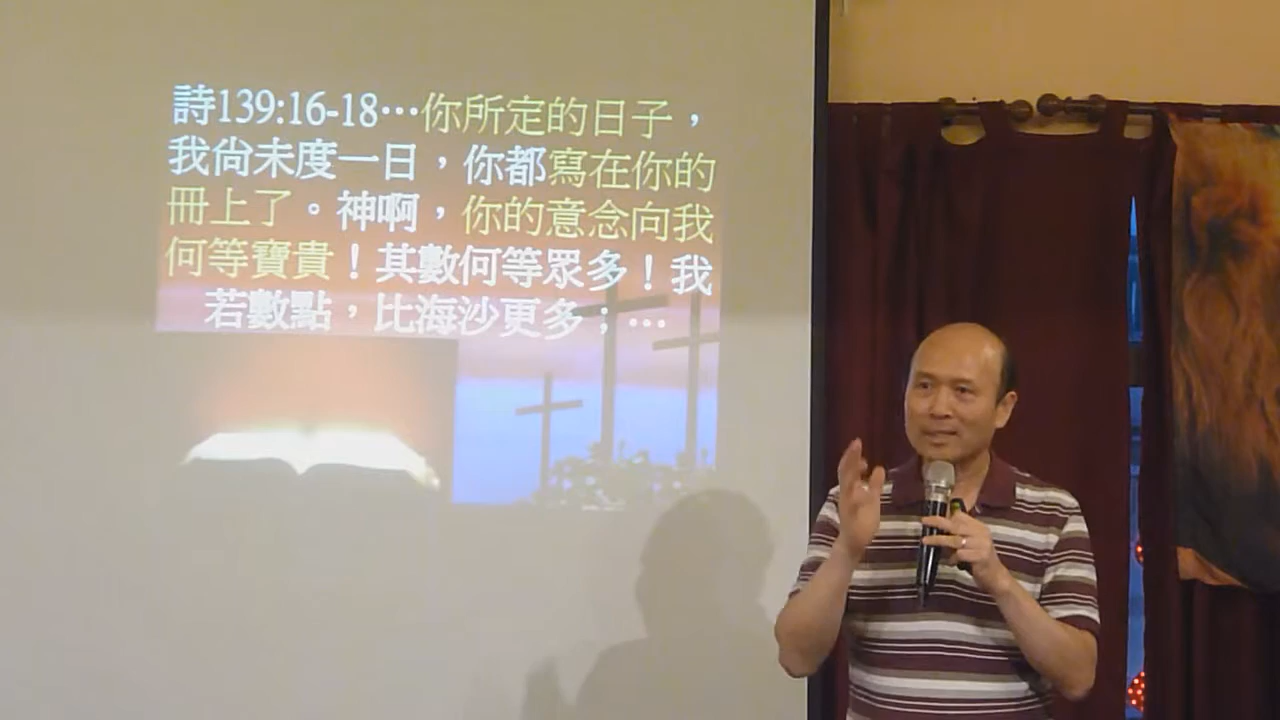 詩139:16-18…你所定的日子，
我尚未度一日，你都寫在你的
冊上了。神啊，你的意念向我
何等寶貴！其數何等眾多！我
若數點，比海沙更多；…